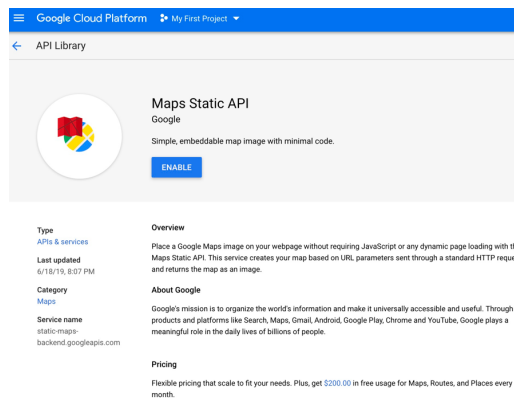 Google Cloud Platform My First Project
API Library
Maps Static API
Google
Simple, embeddable map image with minimal code.
ENABLE
Type
APIs & services
Last updated
6/18/19, 8:07 PM
Category
Maps
Service name
static-maps-
backend.googleapis.com
Overview
Place a Google Maps image on your webpage without requiring JavaScript or any dynamic page loading with
Maps Static API. This service creates your map based on URL parameters sent through a standard HTTP
and returns the map as an image.
About Google
Google's mission is to organize the world's information and make it universally accessible and useful. Through
products and platforms like Search, Maps, Gmail, Android, Google Play, Chrome and YouTube, Google plays a
meaningful role in the daily lives of billions of people.
Pricing
Flexible pricing that scale to fit your needs. Plus, get $200.00 in free usage for Maps, Routes, and Places every
month.